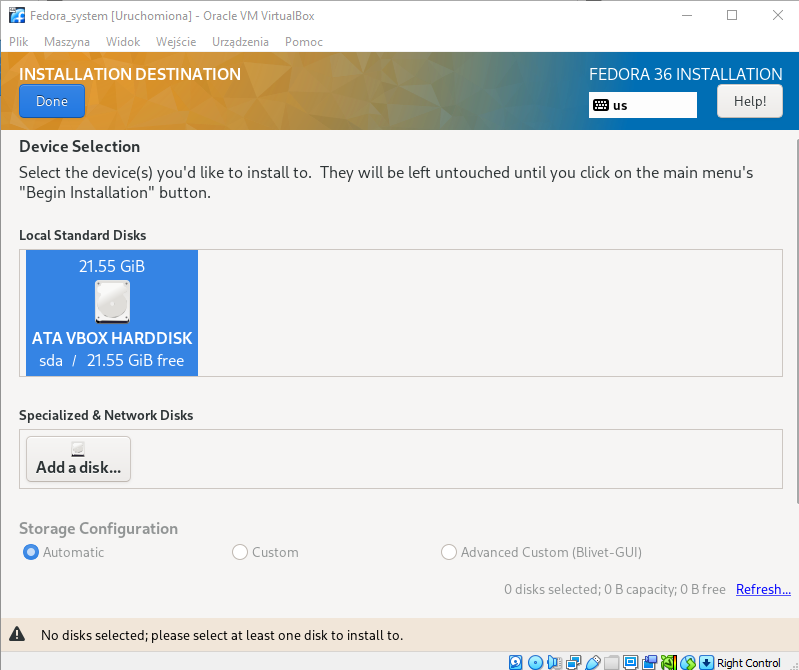 Fedora_system [Uruchomiona] - Oracle VM VirtualBox
Plik Maszyna Widok Wejście Urządzenia Pomoc
INSTALLATION DESTINATION
FEDORA 36 INSTALLATION
Done
us
Help!
Device Selection
Select the device(s) you'd like to install to. They will be left untouched until you click on the main menu's
"Begin Installation" button.
Local Standard Disks
21.55 GiB
ATA VBOX HARDDISK
sda / 21.55 GiB free
Specialized & Network Disks
Add a disk...
Storage Configuration
Automatic Custom Advanced Custom (Blivet-GUI)
0 disks selected; 0 B capacity; 0 B free Refresh...
No disks selected; please select at least one disk to install to.
Right Control